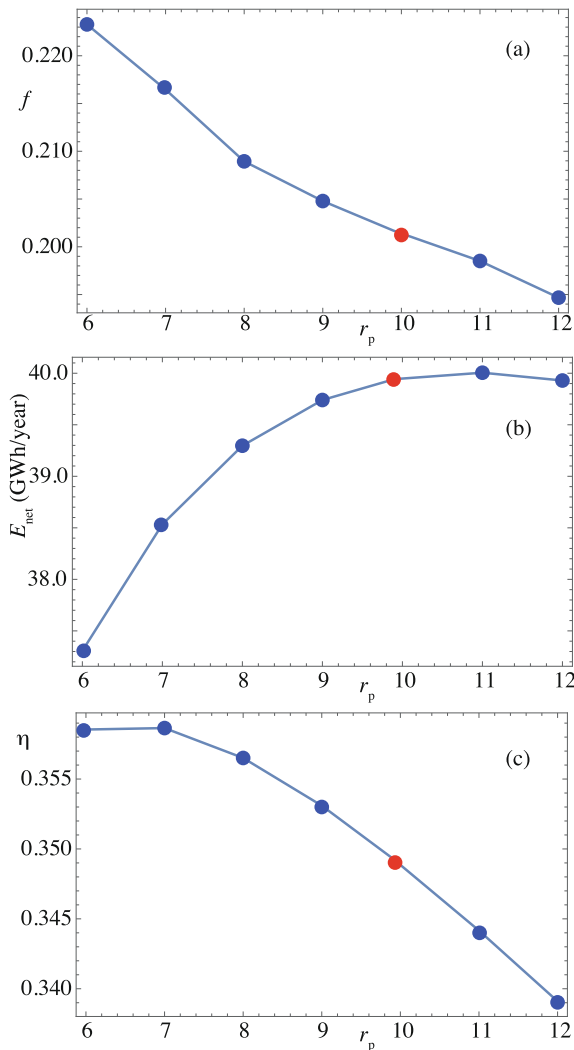 (a)
0.220
f
0.210
0.200
6 7 8 9 10 11 12
r_p
40.0
(b)
E_net (GWh/year)
39.0
38.0
6 7 8 9 10 11 12
r_p
η
(c)
0.355
0.350
0.345
0.340
6 7 8 9 10 11 12
r_p